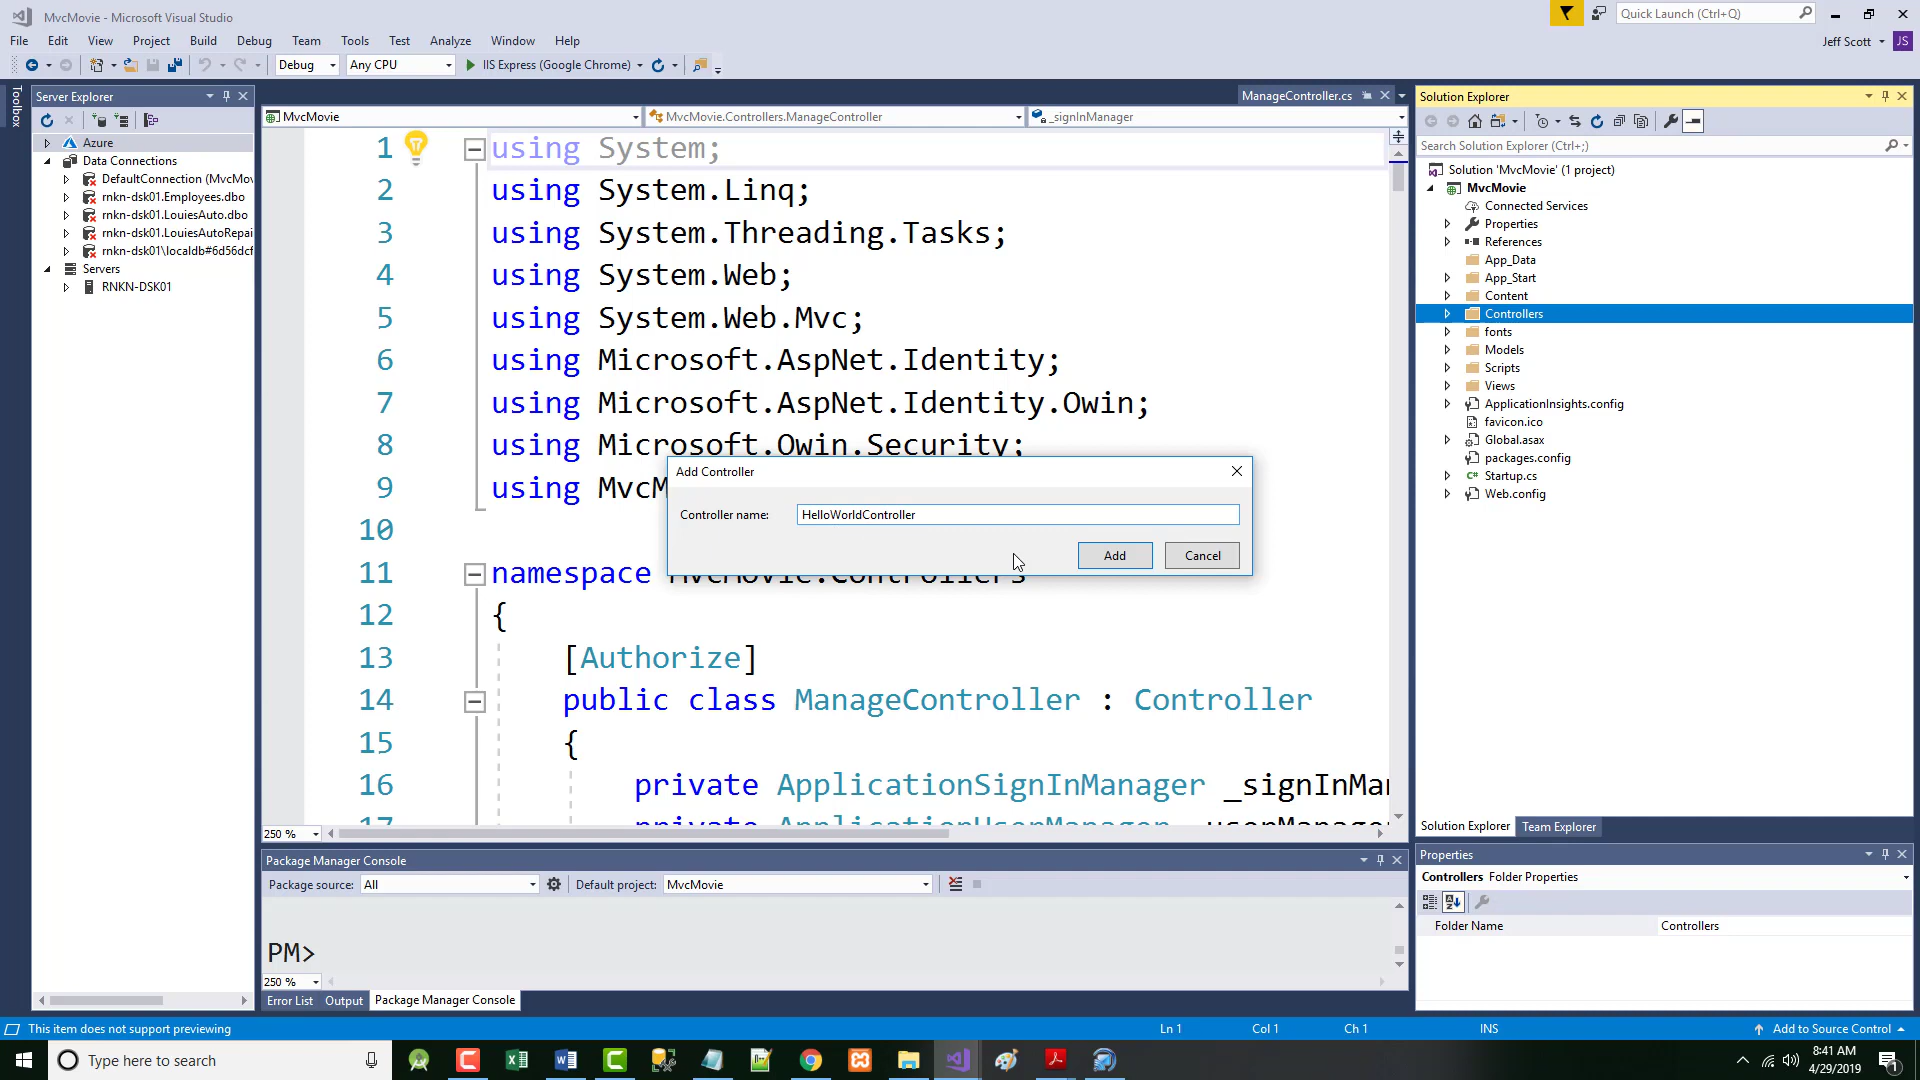 MvcMovie - Microsoft Visual Studio
Quick Launch (Ctrl+Q)
File Edit View Project Build Debug Team Tools Test Analyze Window Help
Jeff Scott JS
Debug Any CPU IIS Express (Google Chrome)
Toolbox
Server Explorer
Azure
Data Connections
DefaultConnection (MvcMov
rnkn-dsk01.Employees.dbo
rnkn-dsk01.LouiesAuto.dbo
rnkn-dsk01.LouiesAutoRepai
rnkn-dsk01\localdb#6d56dcf
Servers
RNKN-DSK01
ManageController.cs
MvcMovie MvcMovie.Controllers.ManageController _signInManager
1 using System;
2 using System.Linq;
3 using System.Threading.Tasks;
4 using System.Web;
5 using System.Web.Mvc;
6 using Microsoft.AspNet.Identity;
7 using Microsoft.AspNet.Identity.Owin;
8 using Microsoft.Owin.Security;
9 using MvcM
10
11 namespace MvcMovie.Controllers
12 {
13 [Authorize]
14 public class ManageController : Controller
15 {
16 private ApplicationSignInManager _signInMan
17 private ApplicationUserManager _userManage
250 %
Add Controller
Controller name: HelloWorldController
Add Cancel
Package Manager Console
Package source: All Default project: MvcMovie
PM>
250 %
Error List Output Package Manager Console
Solution Explorer
Search Solution Explorer (Ctrl+;)
Solution 'MvcMovie' (1 project)
MvcMovie
Connected Services
Properties
References
App_Data
App_Start
Content
Controllers
fonts
Models
Scripts
Views
ApplicationInsights.config
favicon.ico
Global.asax
packages.config
Startup.cs
Web.config
Solution Explorer Team Explorer
Properties
Controllers Folder Properties
Folder Name Controllers
This item does not support previewing Ln 1 Col 1 Ch 1 INS Add to Source Control
Type here to search
8:41 AM
4/29/2019
1